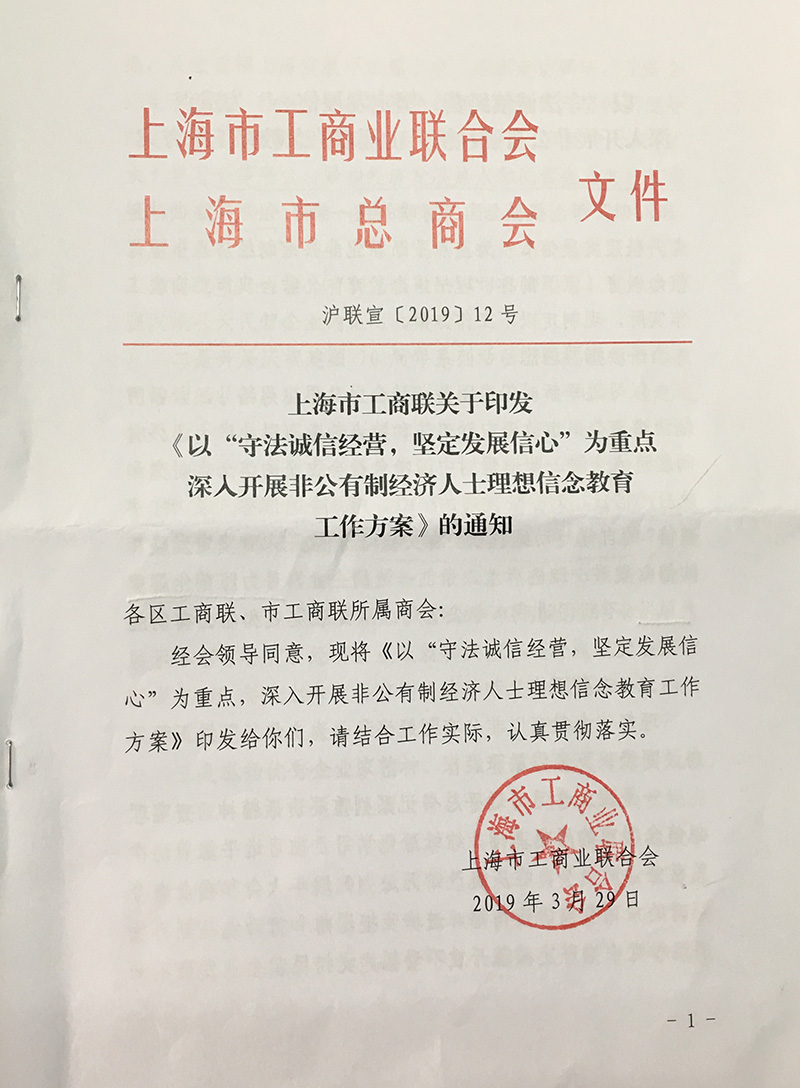 上海市工商业联合会
上海市总商会
文件
沪联宣〔2019〕12号
上海市工商联关于印发
《以“守法诚信经营，坚定发展信心”为重点
深入开展非公有制经济人士理想信念教育
工作方案》的通知
各区工商联、市工商联所属商会：
经会领导同意，现将《以“守法诚信经营，坚定发展信
心”为重点，深入开展非公有制经济人士理想信念教育工作
方案》印发给你们，请结合工作实际，认真贯彻落实。
上海市工商业联合会
上海市工商业联合会
2019年3月29日
-1-